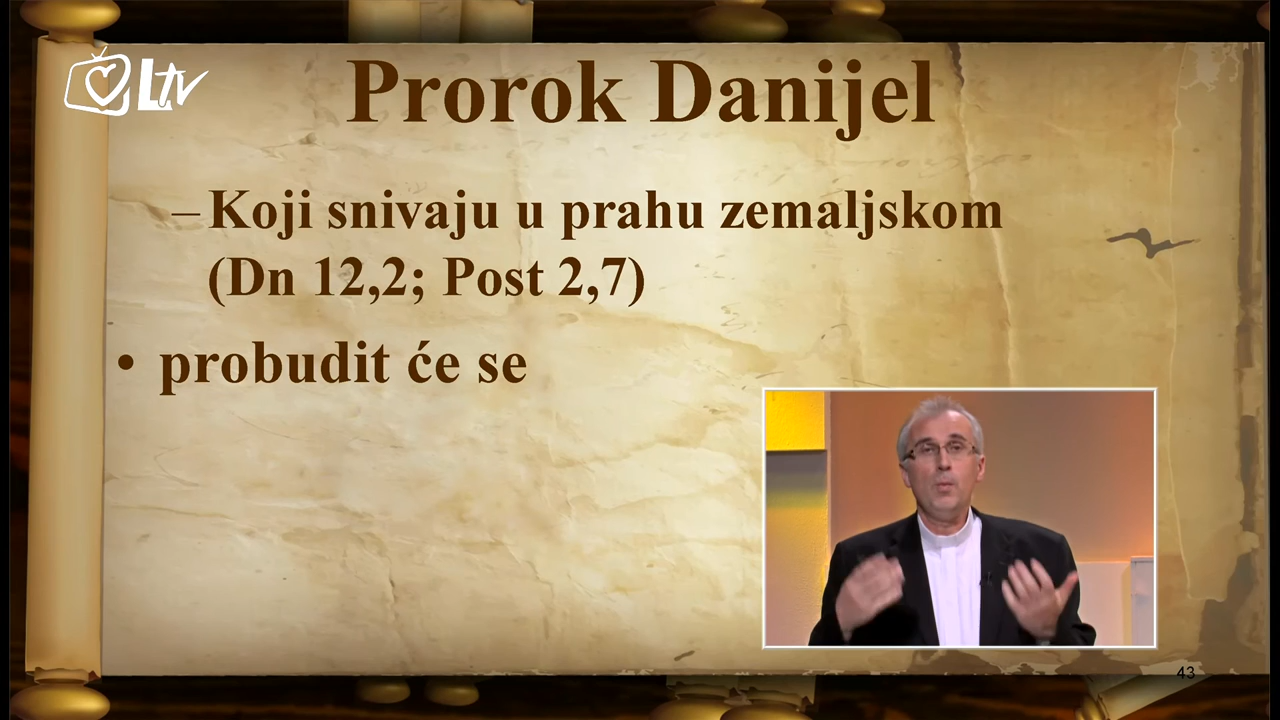 LTV
Prorok Danijel
– Koji snivaju u prahu zemaljskom
(Dn 12,2; Post 2,7)
• probudit će se
43